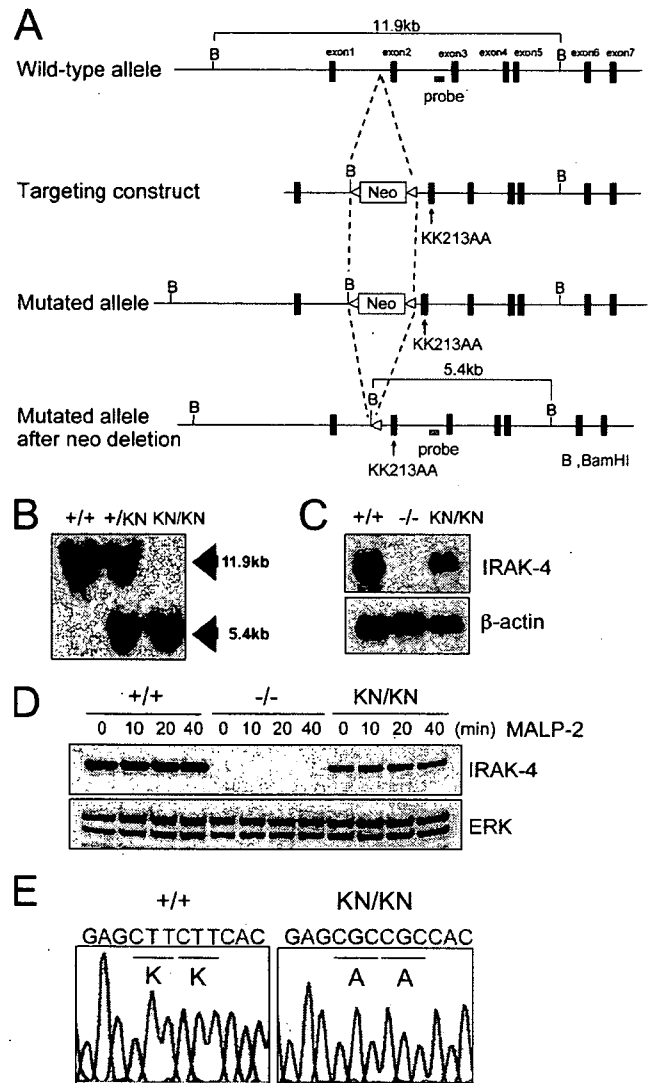 A
11.9kb
B exon1 exon2 exon3 exon4 exon5 B exon6 exon7
Wild-type allele
probe
B B
Targeting construct Neo
KK213AA
B B B
Mutated allele Neo
KK213AA
5.4kb
B B B
Mutated allele
after neo deletion
KK213AA probe B ,BamHI
B
+/+ +/KN KN/KN
11.9kb
5.4kb
C
+/+ -/- KN/KN
IRAK-4
β-actin
D
+/+ -/- KN/KN
0 10 20 40 0 10 20 40 0 10 20 40 (min) MALP-2
IRAK-4
ERK
E
+/+ KN/KN
GAGCTTCTTCAC GAGCGCCGCCAC
K K A A